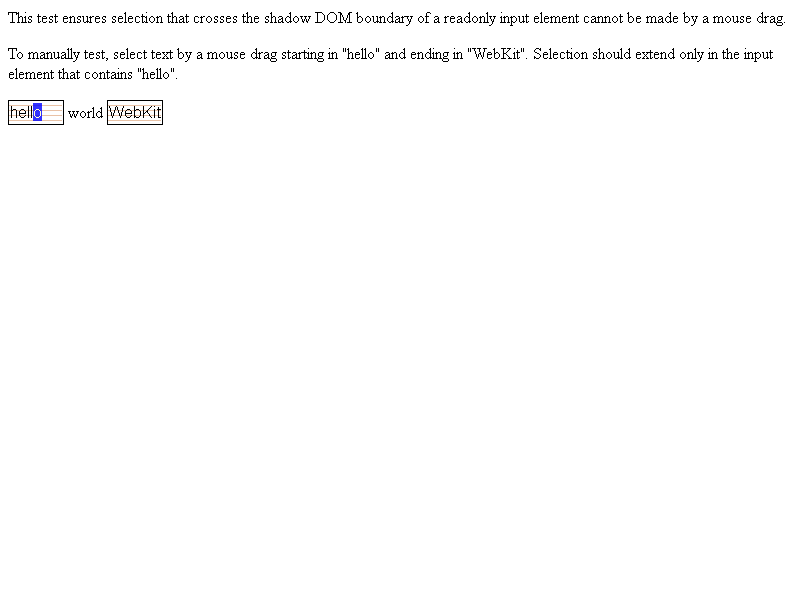 This test ensures selection that crosses the shadow DOM boundary of a readonly input element cannot be made by a mouse drag.
To manually test, select text by a mouse drag starting in "hello" and ending in "WebKit". Selection should extend only in the input
element that contains "hello".
hello world WebKit